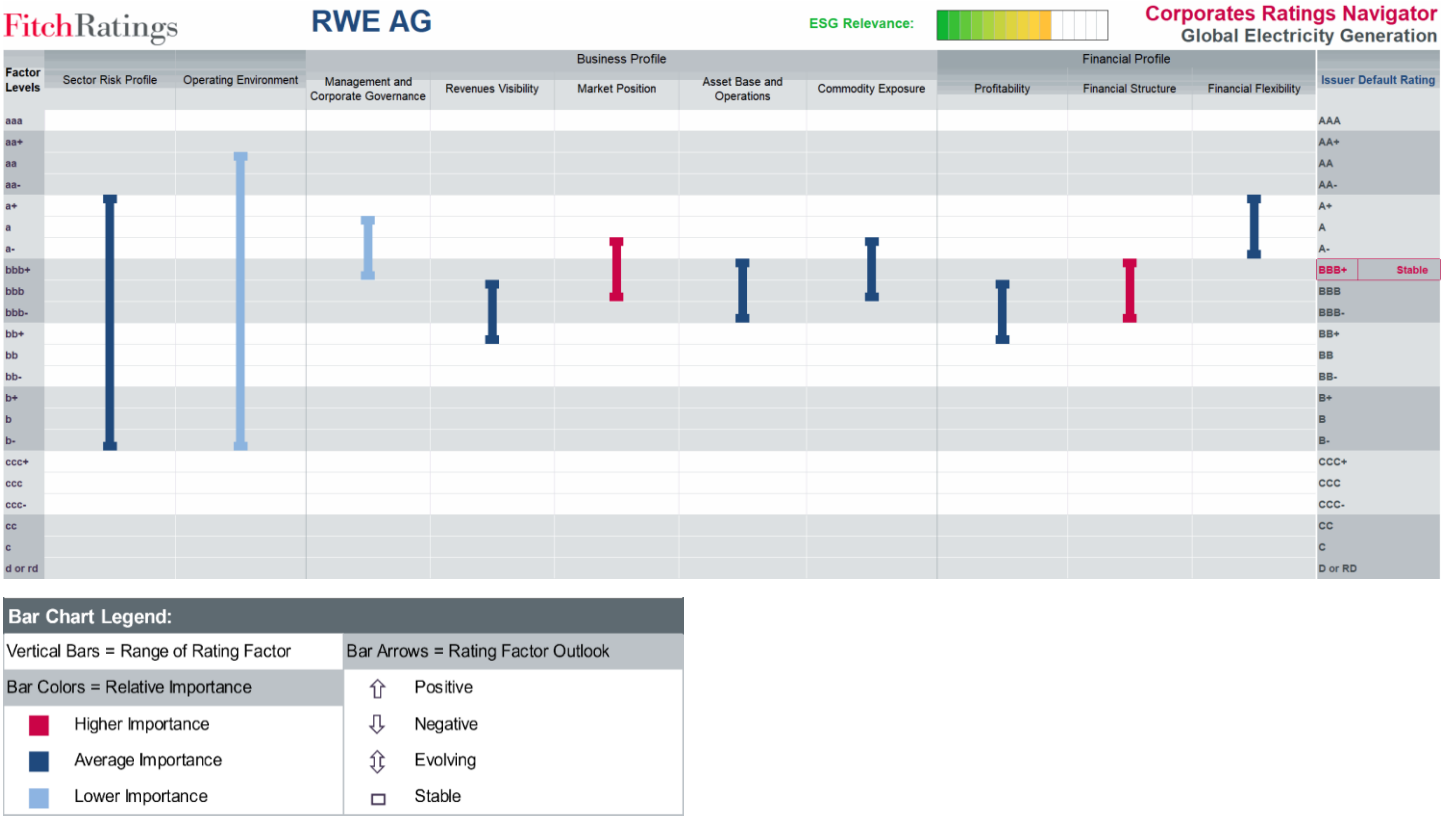 FitchRatings
RWE AG
ESG Relevance:
Corporates Ratings Navigator
Global Electricity Generation
Factor
Levels
Sector Risk Profile
Operating Environment
Business Profile
Management and
Corporate Governance
Revenues Visibility
Market Position
Asset Base and
Operations
Commodity Exposure
Financial Profile
Profitability
Financial Structure
Financial Flexibility
Issuer Default Rating
aaa AAA
aa+ AA+
aa AA
aa- AA-
a+ A+
a A
a- A-
bbb+ BBB+ Stable
bbb BBB
bbb- BBB-
bb+ BB+
bb BB
bb- BB-
b+ B+
b B
b- B-
ccc+ CCC+
ccc CCC
ccc- CCC-
cc CC
c C
d or rd D or RD
Bar Chart Legend:
Vertical Bars = Range of Rating Factor
Bar Colors = Relative Importance
Higher Importance
Average Importance
Lower Importance
Bar Arrows = Rating Factor Outlook
Positive
Negative
Evolving
Stable